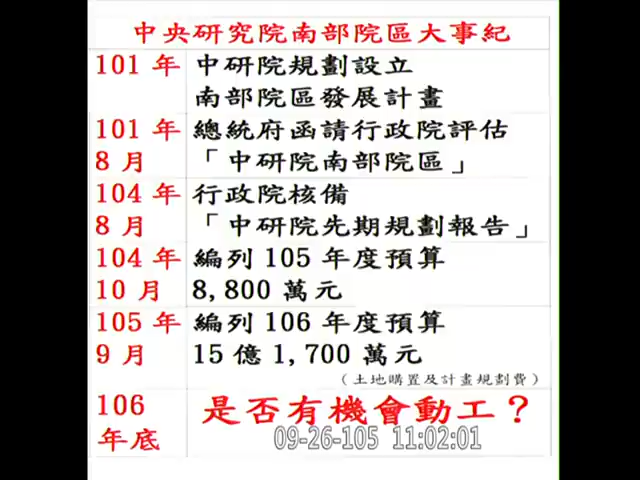 中央研究院南部院區大事紀
101 年 中研院規劃設立
南部院區發展計畫
101 年 總統府函請行政院評估
8 月 「中研院南部院區」
104 年 行政院核備
8 月 「中研院先期規劃報告」
104 年 編列 105 年度預算
10 月 8,800 萬元
105 年 編列 106 年度預算
9 月 15 億 1,700 萬元
（土地購置及計畫規劃費）
106 是否有機會動工？
年底
09-26-105 11:02:01